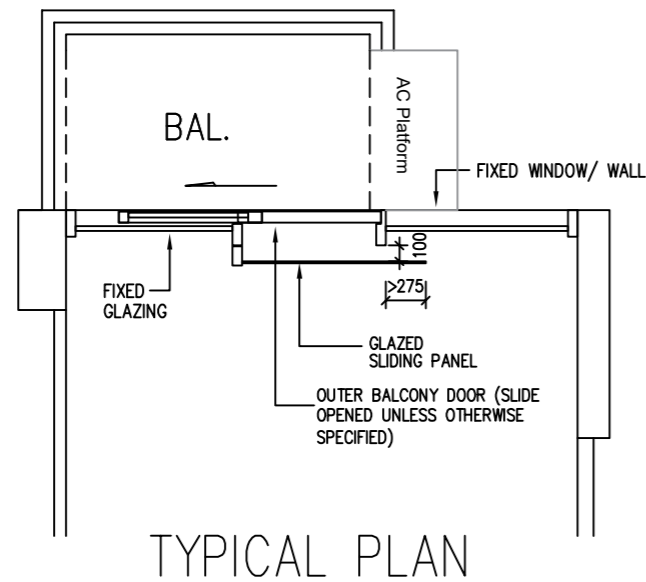 BAL.
AC Platform
FIXED WINDOW/ WALL
FIXED
GLAZING
100
>275
GLAZED
SLIDING PANEL
OUTER BALCONY DOOR (SLIDE
OPENED UNLESS OTHERWISE
SPECIFIED)
TYPICAL PLAN